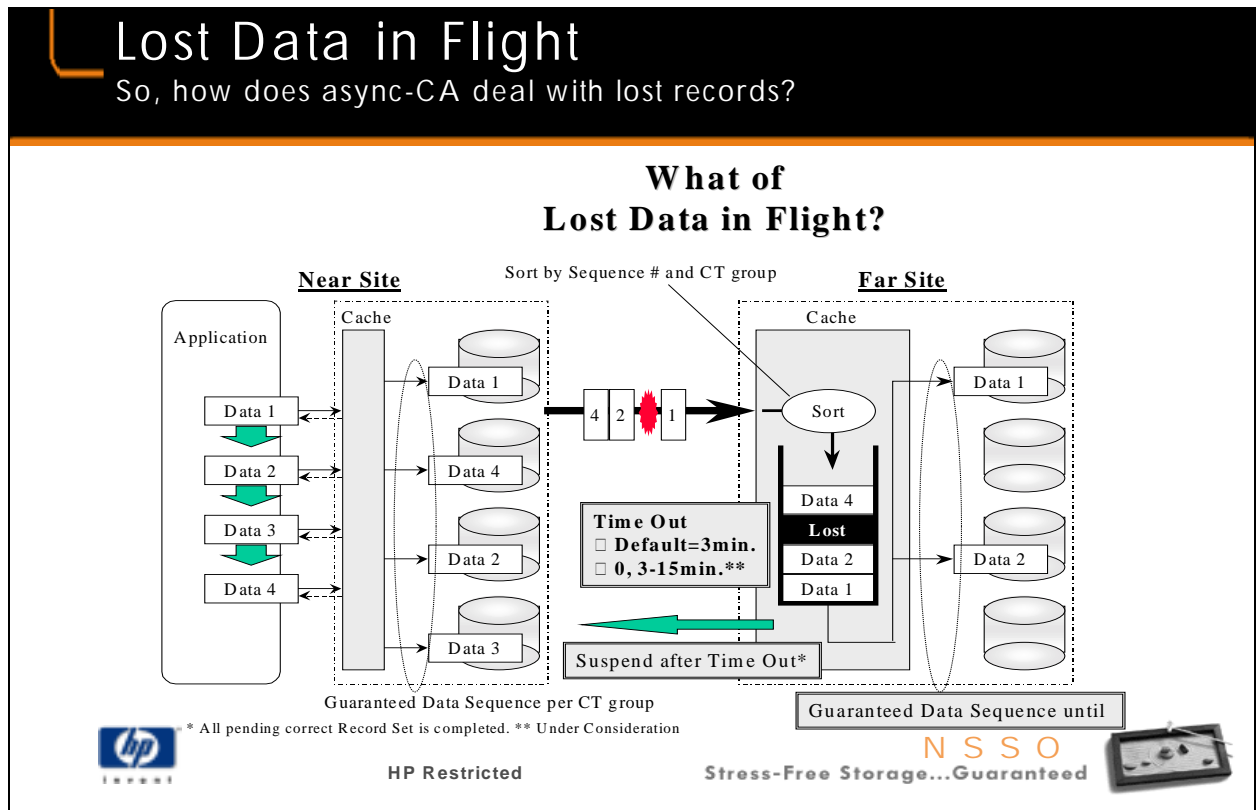 Lost Data in Flight
So, how does async-CA deal with lost records?
What of
Lost Data in Flight?
Near Site
Sort by Sequence # and CT group
Far Site
Application
Cache
Cache
Data 1
Data 2
Data 3
Data 4
Data 1
Data 4
Data 2
Data 3
4
2
1
Sort
Data 4
Lost
Data 2
Data 1
Data 1
Data 2
Time Out
□ Default=3min.
□ 0, 3-15min.**
Suspend after Time Out*
Guaranteed Data Sequence per CT group
Guaranteed Data Sequence until
* All pending correct Record Set is completed. ** Under Consideration
hp
invent
HP Restricted
NSSO
Stress-Free Storage...Guaranteed